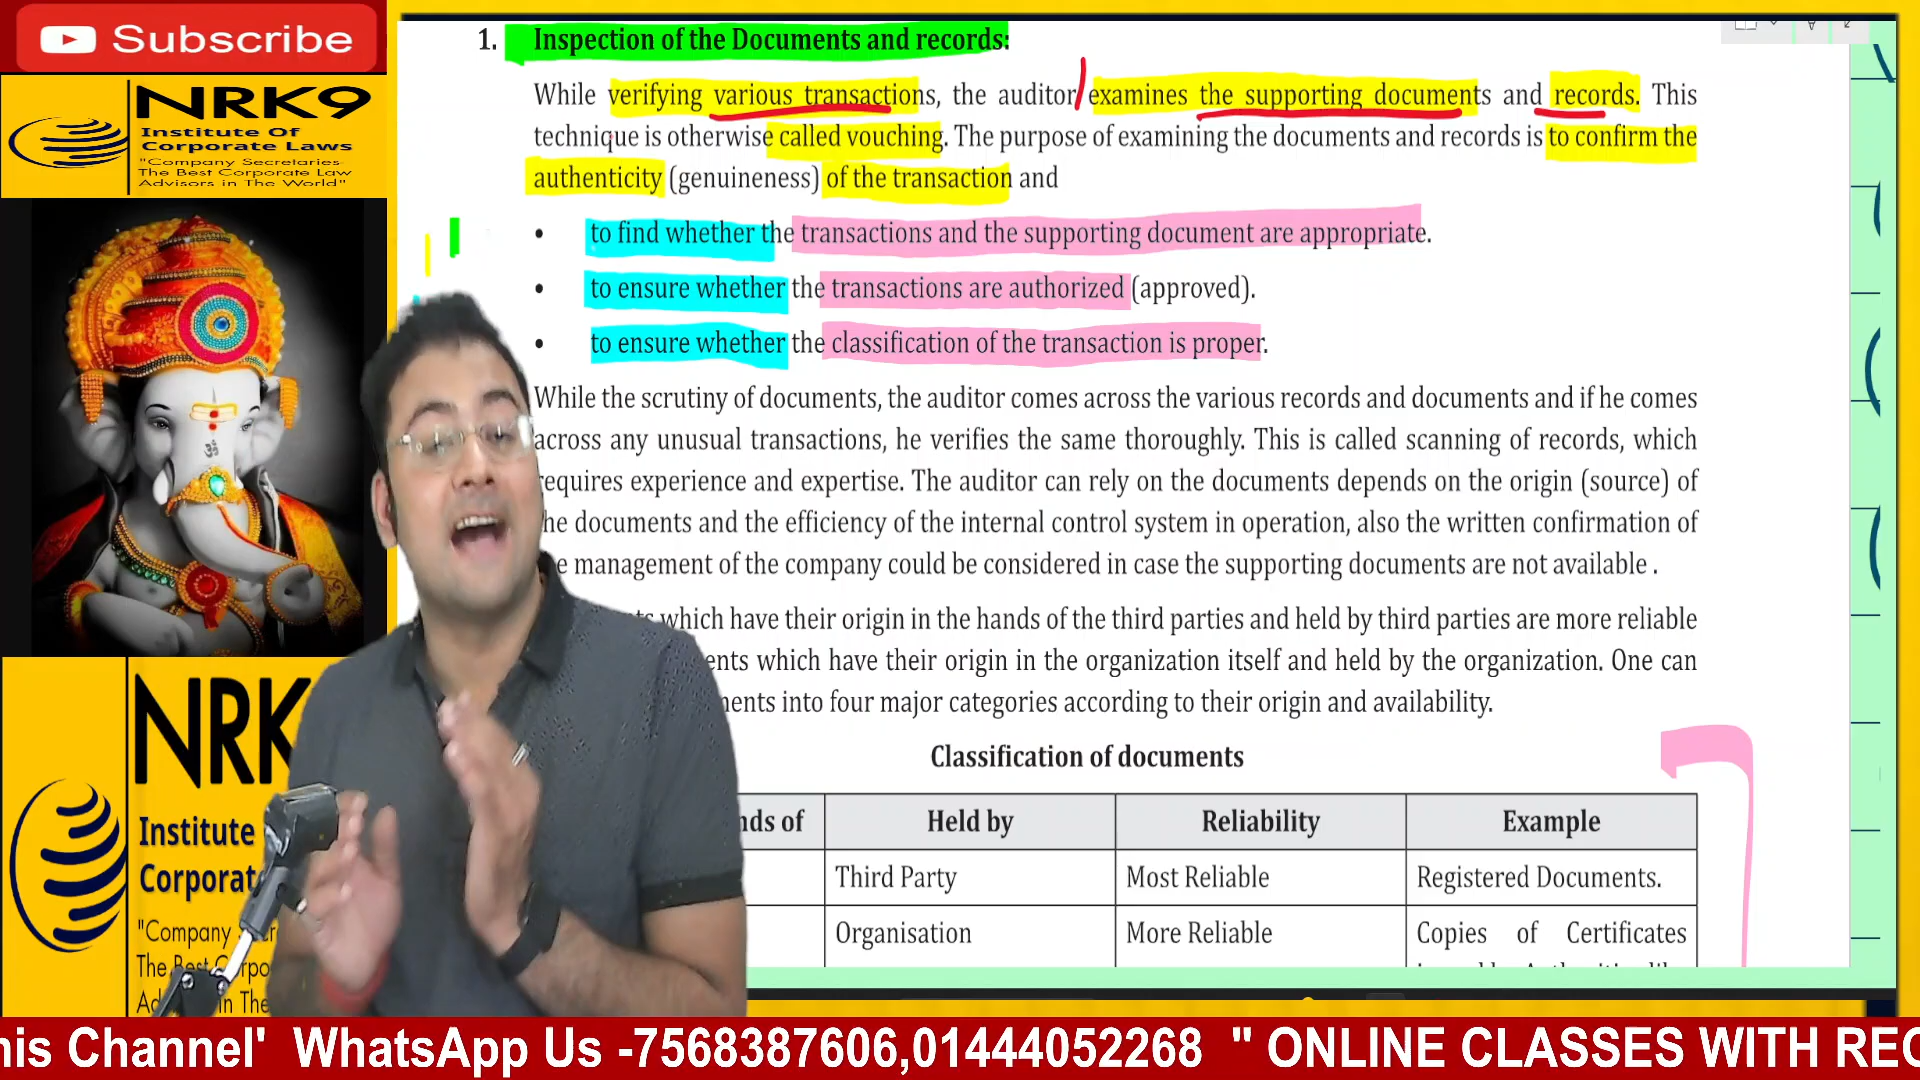 Subscribe
NRK9
Institute Of
Corporate Laws
"Company Secretaries-
The Best Corporate Law
Advisors in The World"
1. Inspection of the Documents and records:
While verifying various transactions, the auditor examines the supporting documents and records. This
technique is otherwise called vouching. The purpose of examining the documents and records is to confirm the
authenticity (genuineness) of the transaction and
• to find whether the transactions and the supporting document are appropriate.
• to ensure whether the transactions are authorized (approved).
• to ensure whether the classification of the transaction is proper.
While the scrutiny of documents, the auditor comes across the various records and documents and if he comes
across any unusual transactions, he verifies the same thoroughly. This is called scanning of records, which
requires experience and expertise. The auditor can rely on the documents depends on the origin (source) of
the documents and the efficiency of the internal control system in operation, also the written confirmation of
management of the company could be considered in case the supporting documents are not available .
which have their origin in the hands of the third parties and held by third parties are more reliable
ents which have their origin in the organization itself and held by the organization. One can
ents into four major categories according to their origin and availability.
Classification of documents
nds of Held by Reliability Example
Third Party Most Reliable Registered Documents.
Organisation More Reliable Copies of Certificates
NRK
Institute
Corporat
"Company
The Best Corpo
In The
his Channel' WhatsApp Us -7568387606,01444052268 " ONLINE CLASSES WITH REC